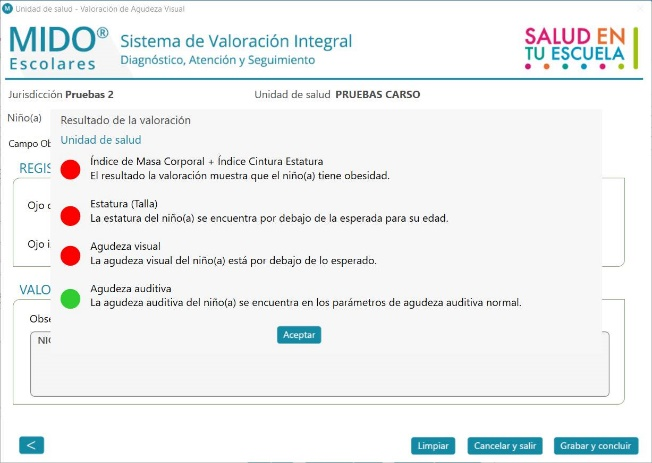 Unidad de salud - Valoración de Agudeza Visual
MIDO®
Escolares
Sistema de Valoración Integral
Diagnóstico, Atención y Seguimiento
SALUD EN
TU ESCUELA
Jurisdicción Pruebas 2
Unidad de salud PRUEBAS CARSO
Niño(a)
Resultado de la valoración
Campo Ob
Unidad de salud
REGIS
Índice de Masa Corporal + Índice Cintura Estatura
El resultado la valoración muestra que el niño(a) tiene obesidad.
Ojo
Estatura (Talla)
La estatura del niño(a) se encuentra por debajo de la esperada para su edad.
Ojo i
Agudeza visual
La agudeza visual del niño(a) está por debajo de lo esperado.
VALO
Agudeza auditiva
La agudeza auditiva del niño(a) se encuentra en los parámetros de agudeza auditiva normal.
Obse
Aceptar
<
Limpiar
Cancelar y salir
Grabar y concluir